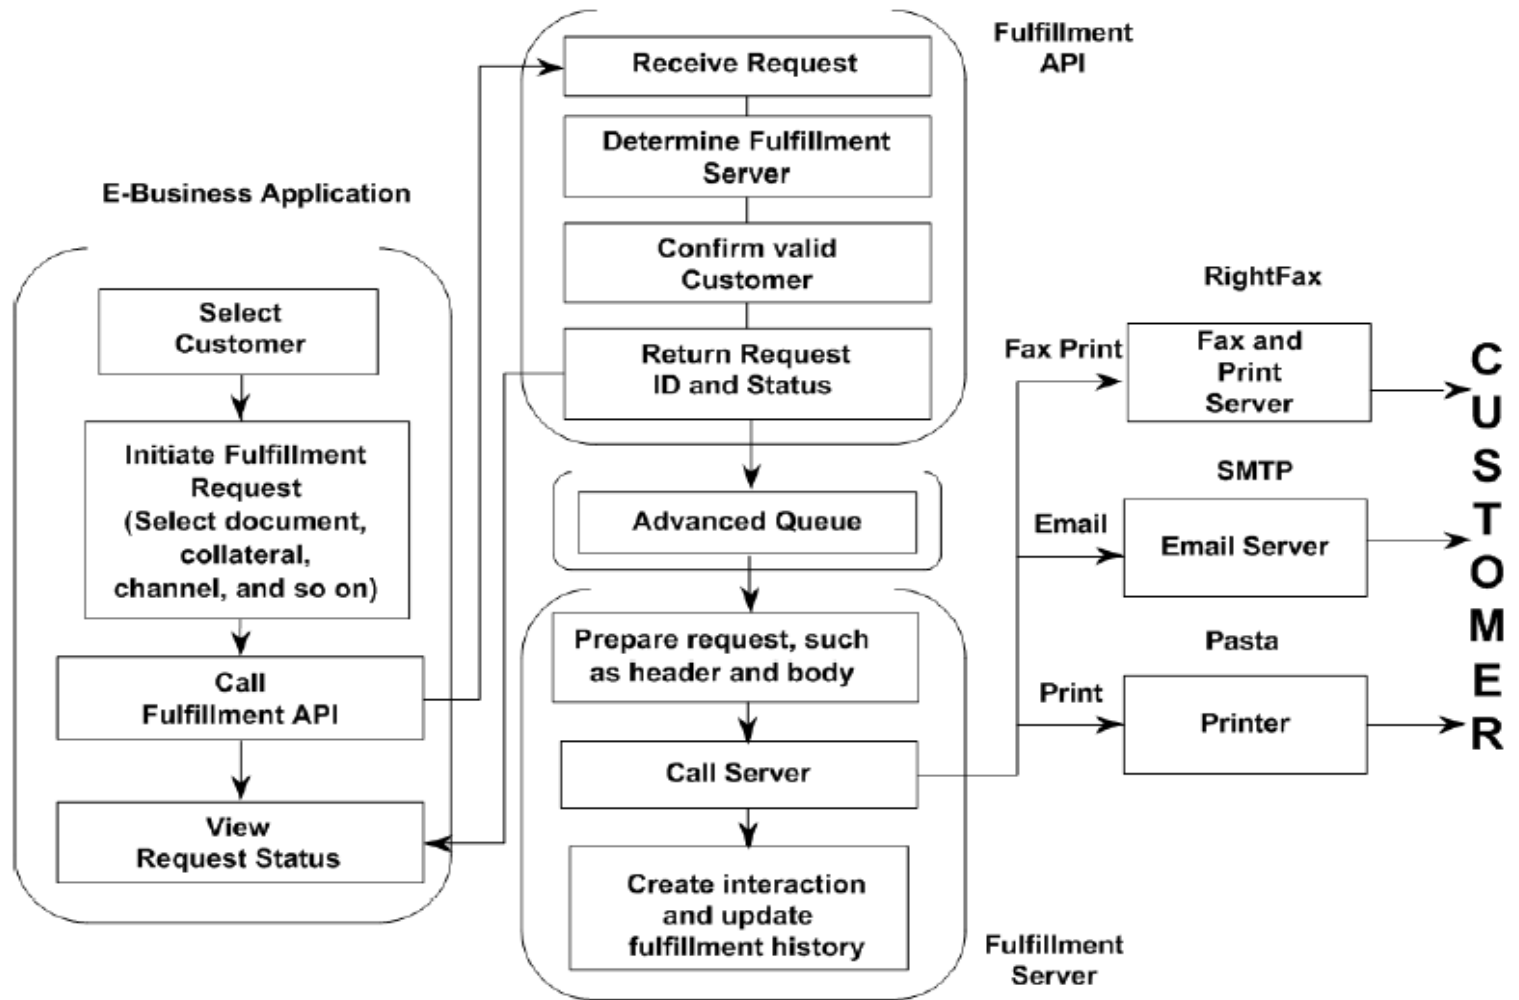 E-Business Application
Select
Customer
Initiate Fulfillment
Request
(Select document,
collateral,
channel, and so on)
Call
Fulfillment API
View
Request Status
Fulfillment
API
Receive Request
Determine Fulfillment
Server
Confirm valid
Customer
Return Request
ID and Status
Advanced Queue
Prepare request, such
as header and body
Call Server
Create interaction
and update
fulfillment history
Fulfillment
Server
RightFax
Fax Print
Fax and
Print
Server
SMTP
Email
Email Server
Pasta
Print
Printer
CUSTOMER